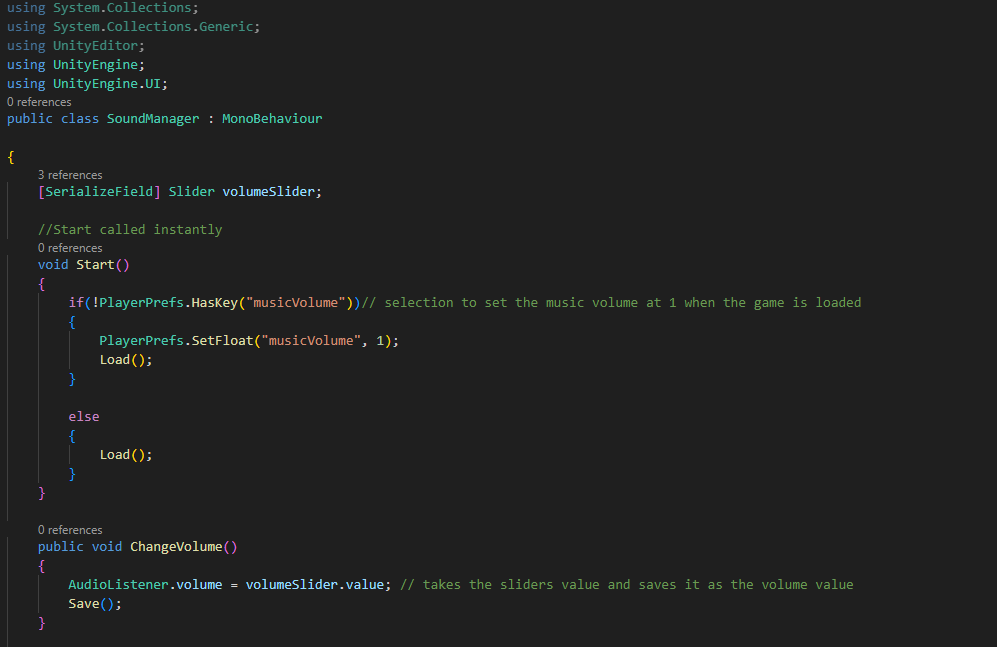 using System.Collections;
using System.Collections.Generic;
using UnityEditor;
using UnityEngine;
using UnityEngine.UI;
0 references
public class SoundManager : MonoBehaviour
{
3 references
[SerializeField] Slider volumeSlider;
//Start called instantly
0 references
void Start()
{
if(!PlayerPrefs.HasKey("musicVolume"))// selection to set the music volume at 1 when the game is loaded
{
PlayerPrefs.SetFloat("musicVolume", 1);
Load();
}
else
{
Load();
}
}
0 references
public void ChangeVolume()
{
AudioListener.volume = volumeSlider.value; // takes the sliders value and saves it as the volume value
Save();
}